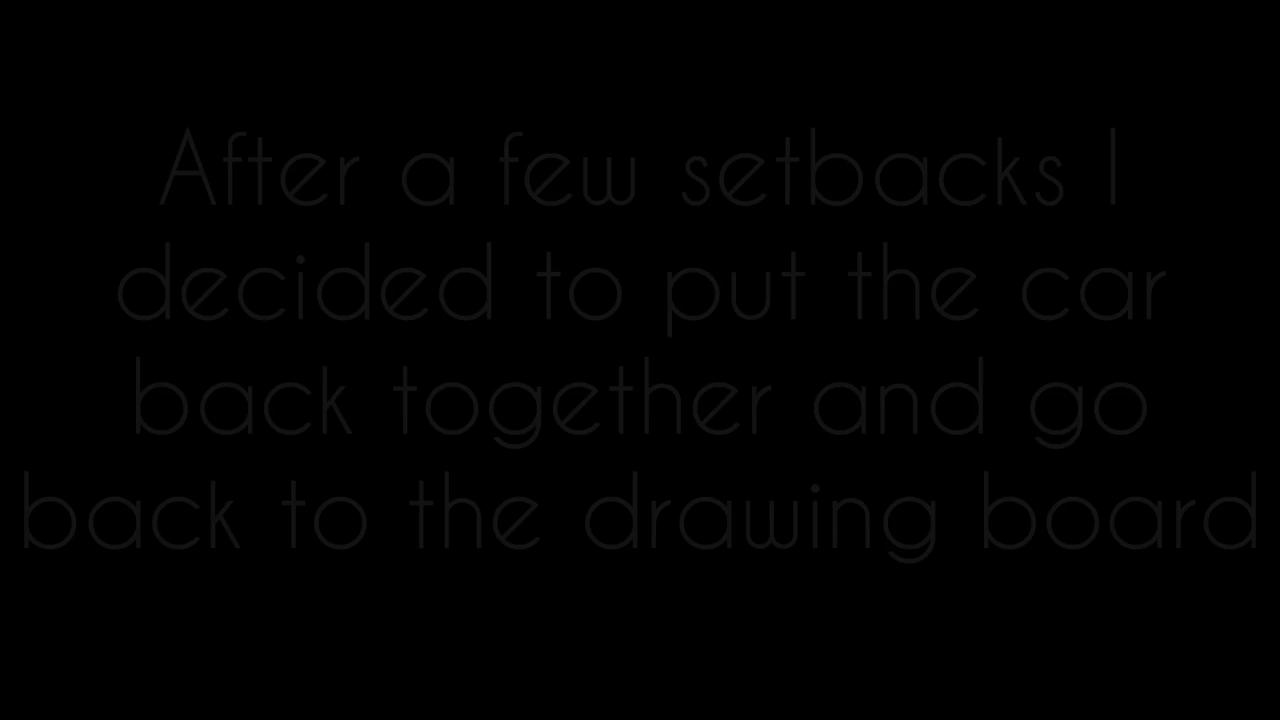 After a few setbacks I
decided to put the car
back together and go
back to the drawing board